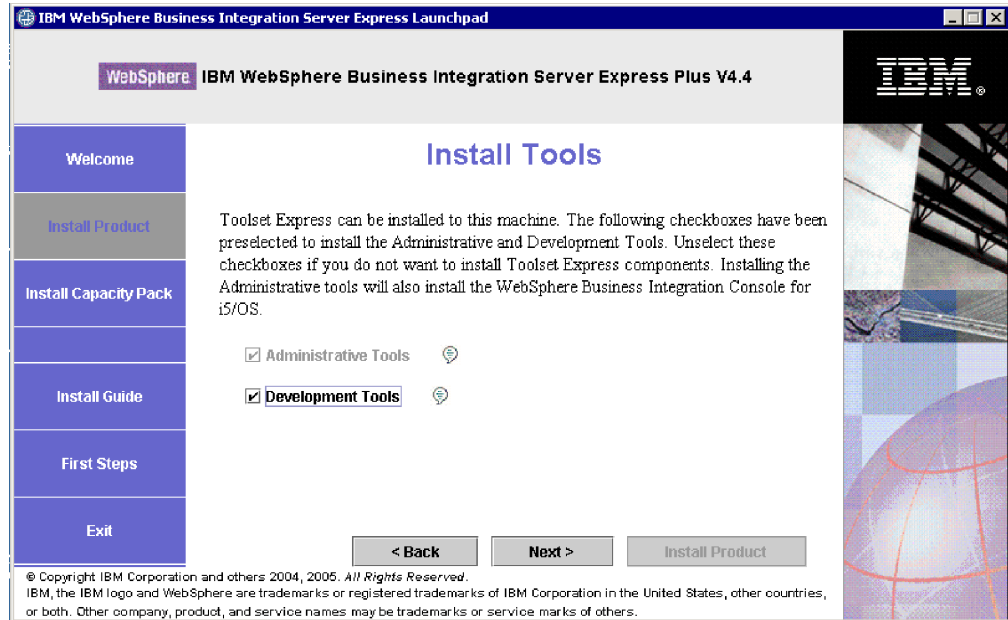 IBM WebSphere Business Integration Server Express Launchpad
WebSphere IBM WebSphere Business Integration Server Express Plus V4.4
IBM®
Welcome
Install Product
Install Capacity Pack
Install Guide
First Steps
Exit
Install Tools
Toolset Express can be installed to this machine. The following checkboxes have been
preselected to install the Administrative and Development Tools. Unselect these
checkboxes if you do not want to install Toolset Express components. Installing the
Administrative tools will also install the WebSphere Business Integration Console for
i5/OS.
Administrative Tools
Development Tools
< Back
Next >
Install Product
© Copyright IBM Corporation and others 2004, 2005. All Rights Reserved.
IBM, the IBM logo and WebSphere are trademarks or registered trademarks of IBM Corporation in the United States, other countries,
or both. Other company, product, and service names may be trademarks or service marks of others.